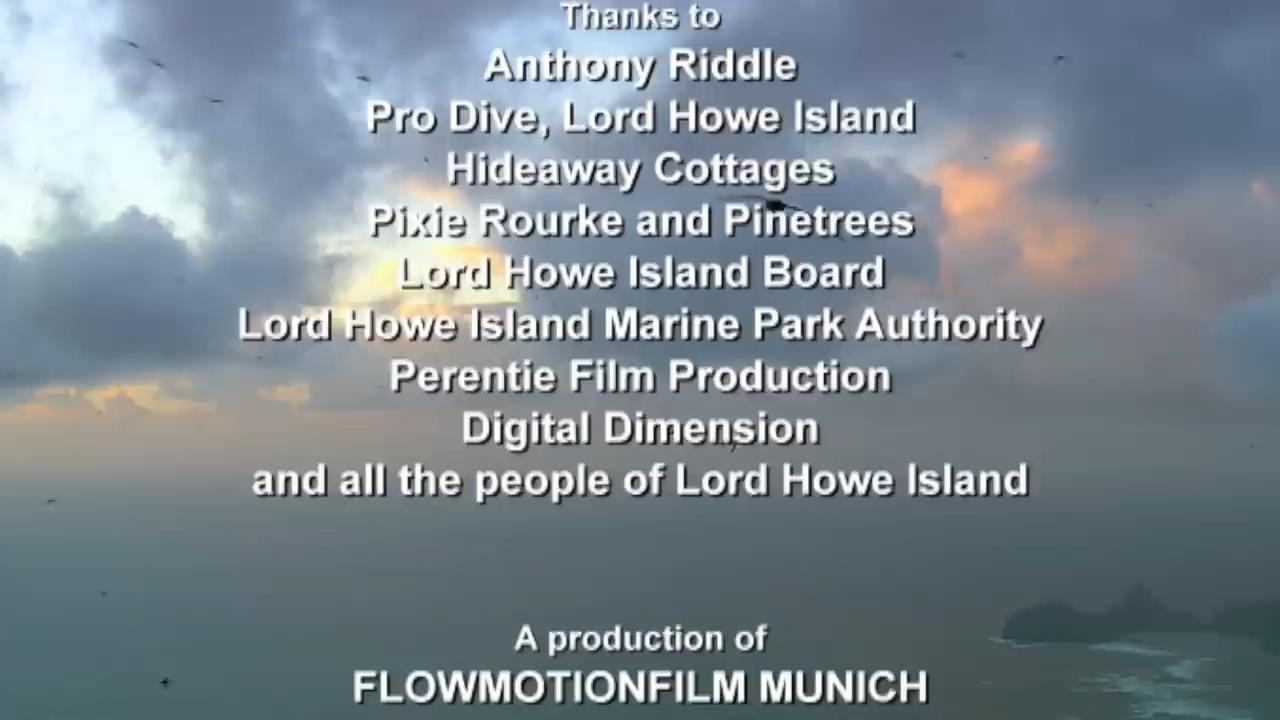 Thanks to
Anthony Riddle
Pro Dive, Lord Howe Island
Hideaway Cottages
Pixie Rourke and Pinetrees
Lord Howe Island Board
Lord Howe Island Marine Park Authority
Perentie Film Production
Digital Dimension
and all the people of Lord Howe Island
A production of
FLOWMOTIONFILM MUNICH